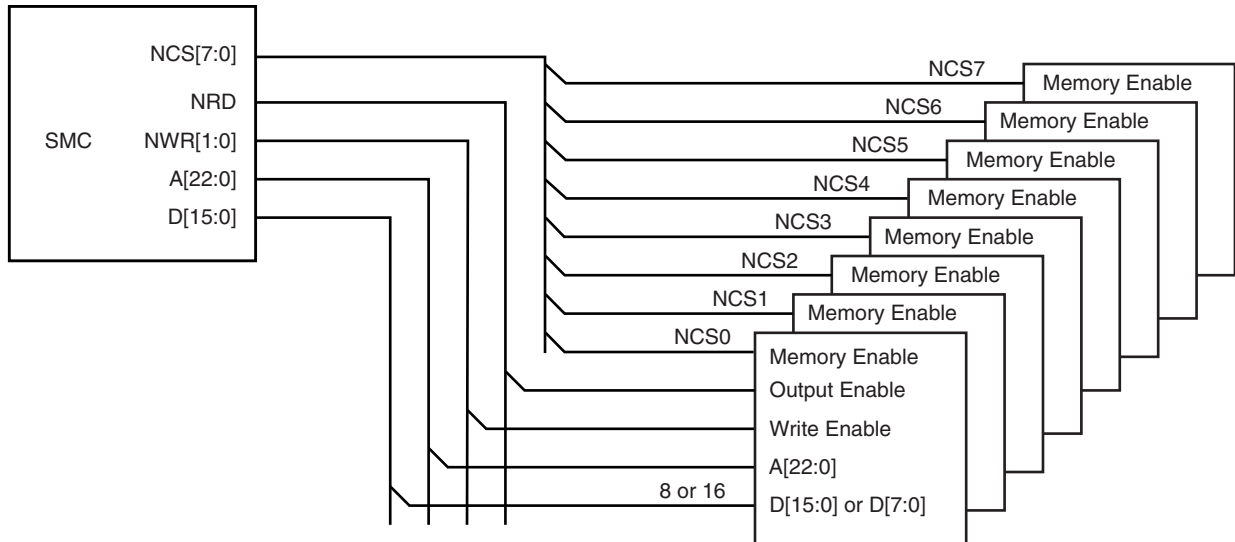 SMC
NCS[7:0]
NRD
NWR[1:0]
A[22:0]
D[15:0]
NCS7
Memory Enable
NCS6
Memory Enable
NCS5
Memory Enable
NCS4
Memory Enable
NCS3
Memory Enable
NCS2
Memory Enable
NCS1
Memory Enable
NCS0
Memory Enable
Output Enable
Write Enable
A[22:0]
8 or 16
D[15:0] or D[7:0]